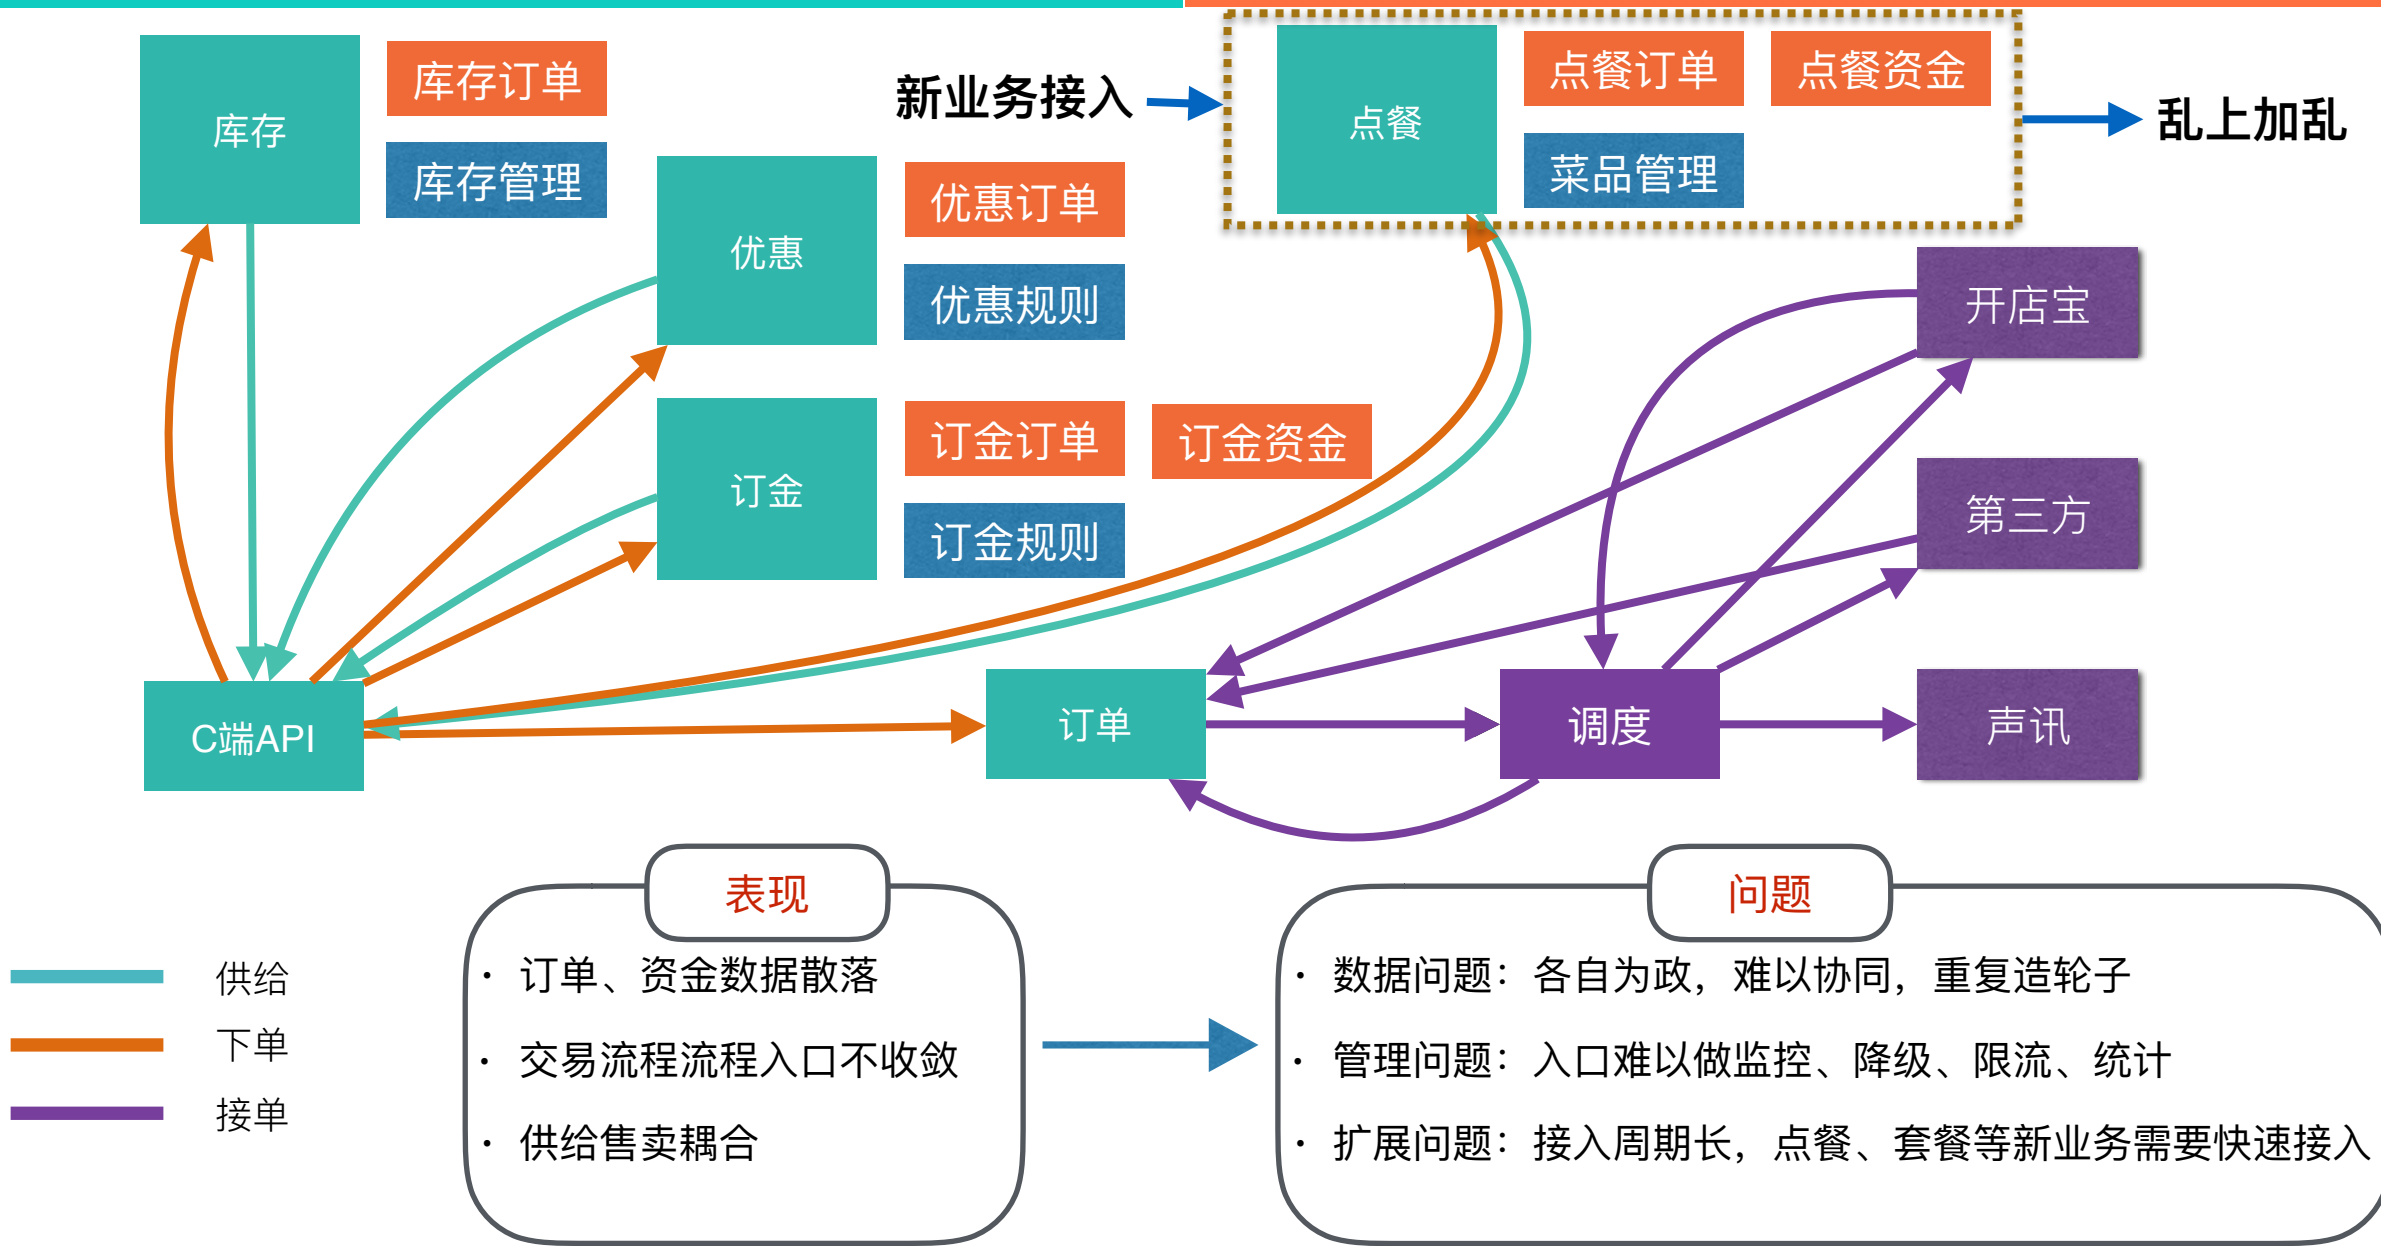 库存
库存订单
库存管理
新业务接入
点餐
点餐订单
点餐资金
菜品管理
乱上加乱
优惠
优惠订单
优惠规则
开店宝
订金
订金订单
订金资金
订金规则
第三方
C端API
订单
调度
声讯
供给
下单
接单
表现
· 订单、资金数据散落
· 交易流程流程入口不收敛
· 供给售卖耦合
问题
· 数据问题：各自为政，难以协同，重复造轮子
· 管理问题：入口难以做监控、降级、限流、统计
· 扩展问题：接入周期长，点餐、套餐等新业务需要快速接入